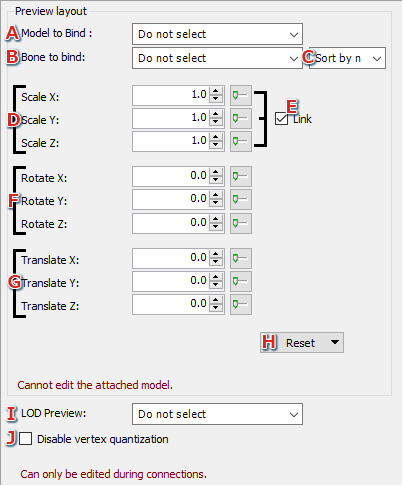 Preview layout
A Model to Bind : Do not select
B Bone to bind: Do not select C Sort by n
Scale X: 1.0
E
D Scale Y: 1.0 Link
Scale Z: 1.0
Rotate X: 0.0
F Rotate Y: 0.0
Rotate Z: 0.0
Translate X: 0.0
G Translate Y: 0.0
Translate Z: 0.0
H Reset
Cannot edit the attached model.
I LOD Preview: Do not select
J Disable vertex quantization
Can only be edited during connections.